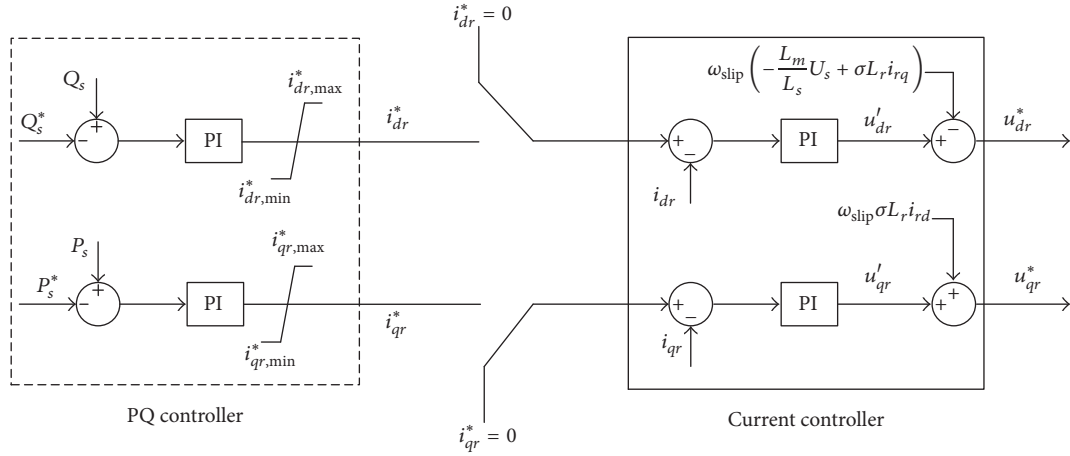 i*dr = 0
Qs
Q*s
+
−
PI
i*dr,max
i*dr,min
i*dr
ωslip (−Lm/Ls Us + σLr irq)
+
−
idr
PI
u′dr
−
+
u*dr
Ps
P*s
+
−
PI
i*qr,max
i*qr,min
i*qr
ωslip σLr ird
+
−
iqr
PI
u′qr
+
+
u*qr
i*qr = 0
PQ controller
Current controller